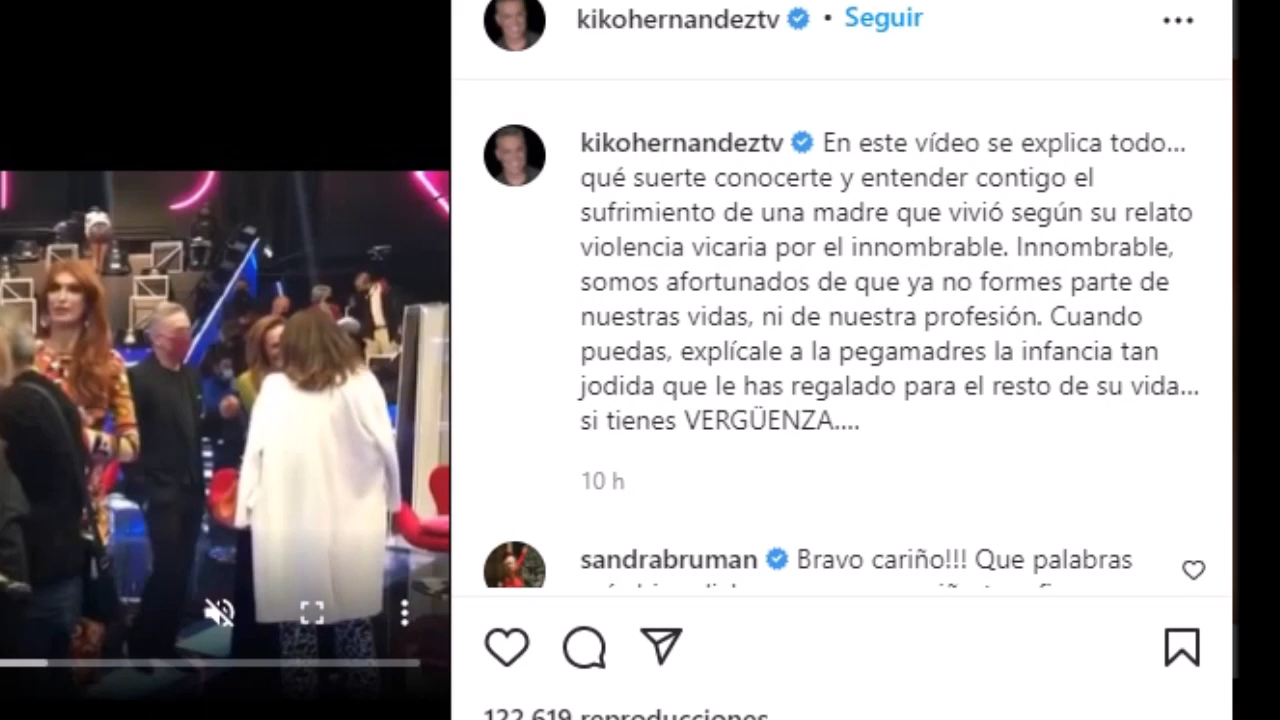 kikohernandeztv • Seguir
kikohernandeztv En este vídeo se explica todo...
qué suerte conocerte y entender contigo el
sufrimiento de una madre que vivió según su relato
violencia vicaria por el innombrable. Innombrable,
somos afortunados de que ya no formes parte de
nuestras vidas, ni de nuestra profesión. Cuando
puedas, explícale a la pegamadres la infancia tan
jodida que le has regalado para el resto de su vida...
si tienes VERGÜENZA....
10 h
sandrabruman Bravo cariño!!! Que palabras
122.619 reproducciones